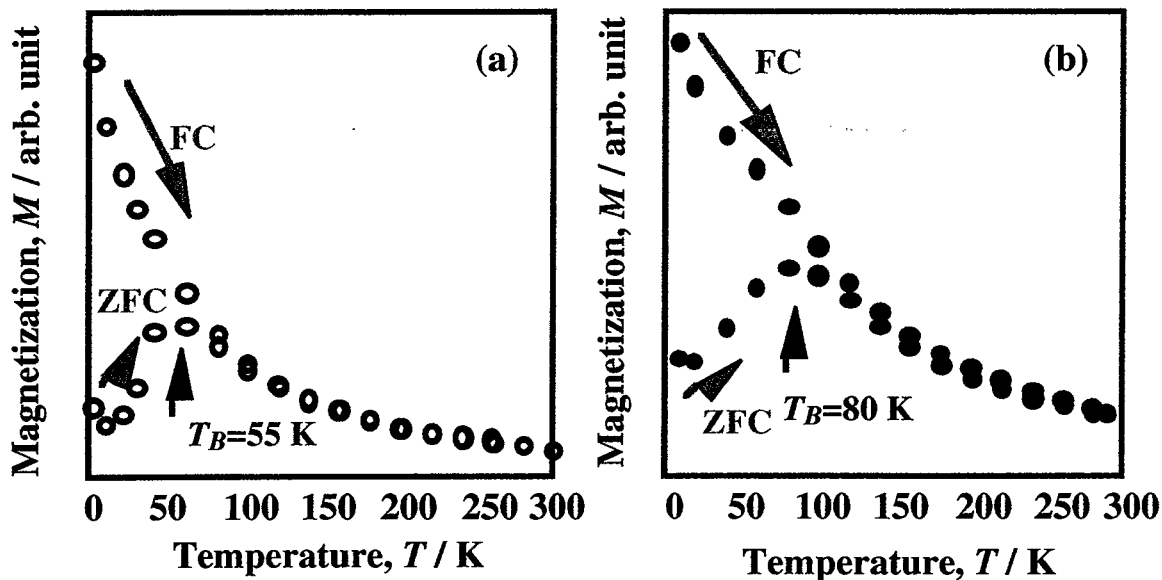 (a)
FC
ZFC
T_B=55 K
Magnetization, M / arb. unit
0 50 100 150 200 250 300
Temperature, T / K
(b)
FC
ZFC
T_B=80 K
Magnetization, M / arb. unit
0 50 100 150 200 250 300
Temperature, T / K